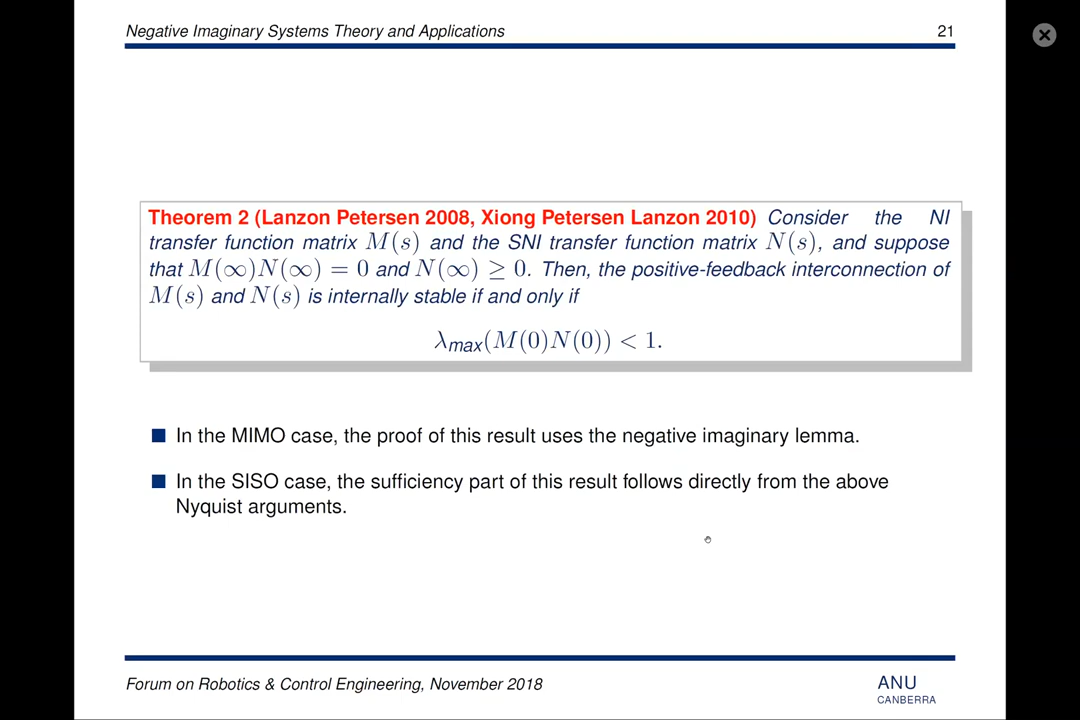 Negative Imaginary Systems Theory and Applications 21
Theorem 2 (Lanzon Petersen 2008, Xiong Petersen Lanzon 2010) Consider the NI
transfer function matrix M(s) and the SNI transfer function matrix N(s), and suppose
that M(∞)N(∞) = 0 and N(∞) ≥ 0. Then, the positive-feedback interconnection of
M(s) and N(s) is internally stable if and only if
λmax(M(0)N(0)) < 1.
In the MIMO case, the proof of this result uses the negative imaginary lemma.
In the SISO case, the sufficiency part of this result follows directly from the above
Nyquist arguments.
Forum on Robotics & Control Engineering, November 2018
ANU
CANBERRA